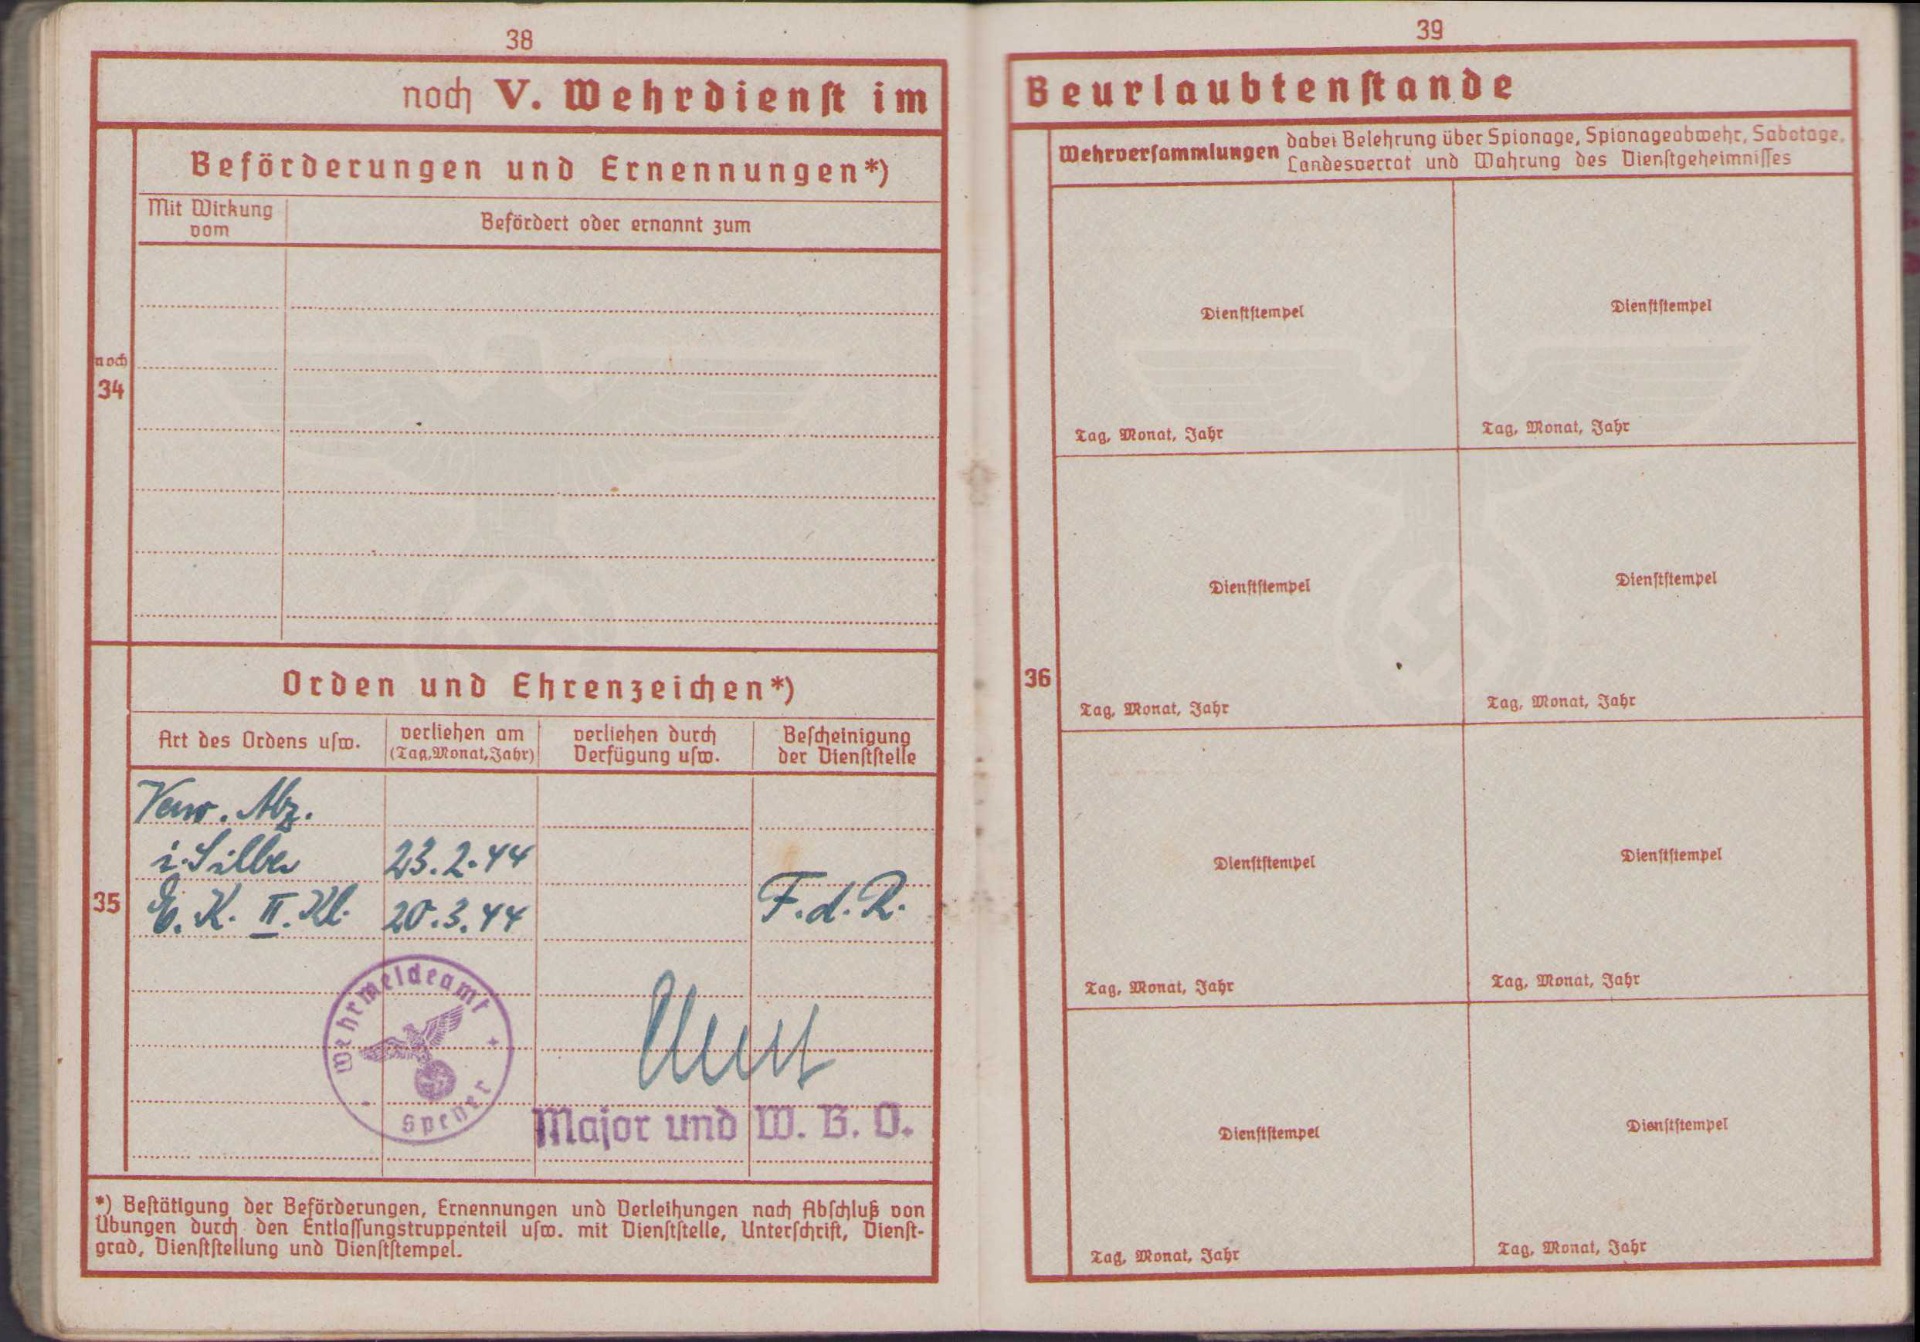 38
noch V. Wehrdienst im
Beförderungen und Ernennungen*)
Mit Wirkung vom
Befördert oder ernannt zum
noch
34
Orden und Ehrenzeichen*)
Art des Ordens usw.
verliehen am
(Tag, Monat, Jahr)
verliehen durch
Verfügung usw.
Bescheinigung
der Dienststelle
35
Verw. Abz.
i. Silber 23.2.44
E. K. II. Kl. 20.3.44 F. d. R.
Wehrmeldeamt
Speyer
Major und W. B. O.
*) Bestätigung der Beförderungen, Ernennungen und Verleihungen nach Abschluß von
Übungen durch den Entlassungstruppenteil usw. mit Dienststelle, Unterschrift, Dienst-
grad, Dienststellung und Dienststempel.
39
Beurlaubtenstande
Wehrversammlungen dabei Belehrung über Spionage, Spionageabwehr, Sabotage,
Landesverrat und Wahrung des Dienstgeheimnisses
36
Dienststempel Dienststempel
Tag, Monat, Jahr Tag, Monat, Jahr
Dienststempel Dienststempel
Tag, Monat, Jahr Tag, Monat, Jahr
Dienststempel Dienststempel
Tag, Monat, Jahr Tag, Monat, Jahr
Dienststempel Dienststempel
Tag, Monat, Jahr Tag, Monat, Jahr